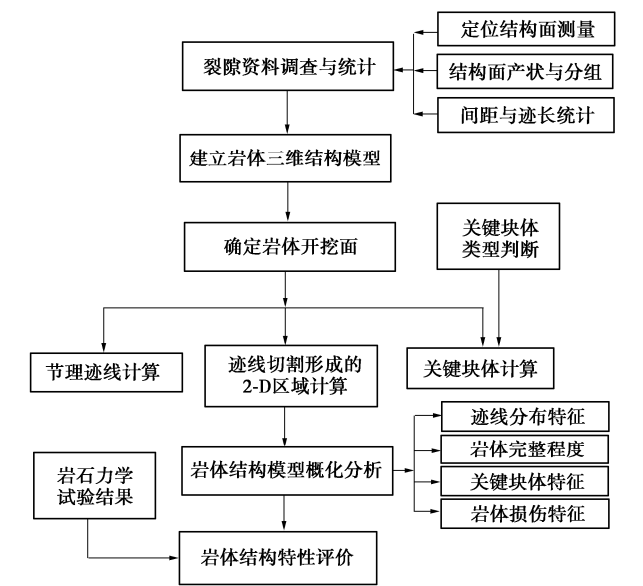 定位结构面测量
裂隙资料调查与统计
结构面产状与分组
间距与迹长统计
建立岩体三维结构模型
确定岩体开挖面
关键块体
类型判断
节理迹线计算
迹线切割形成的
2-D区域计算
关键块体计算
迹线分布特征
岩体完整程度
岩体结构模型概化分析
关键块体特征
岩体损伤特征
岩石力学
试验结果
岩体结构特性评价